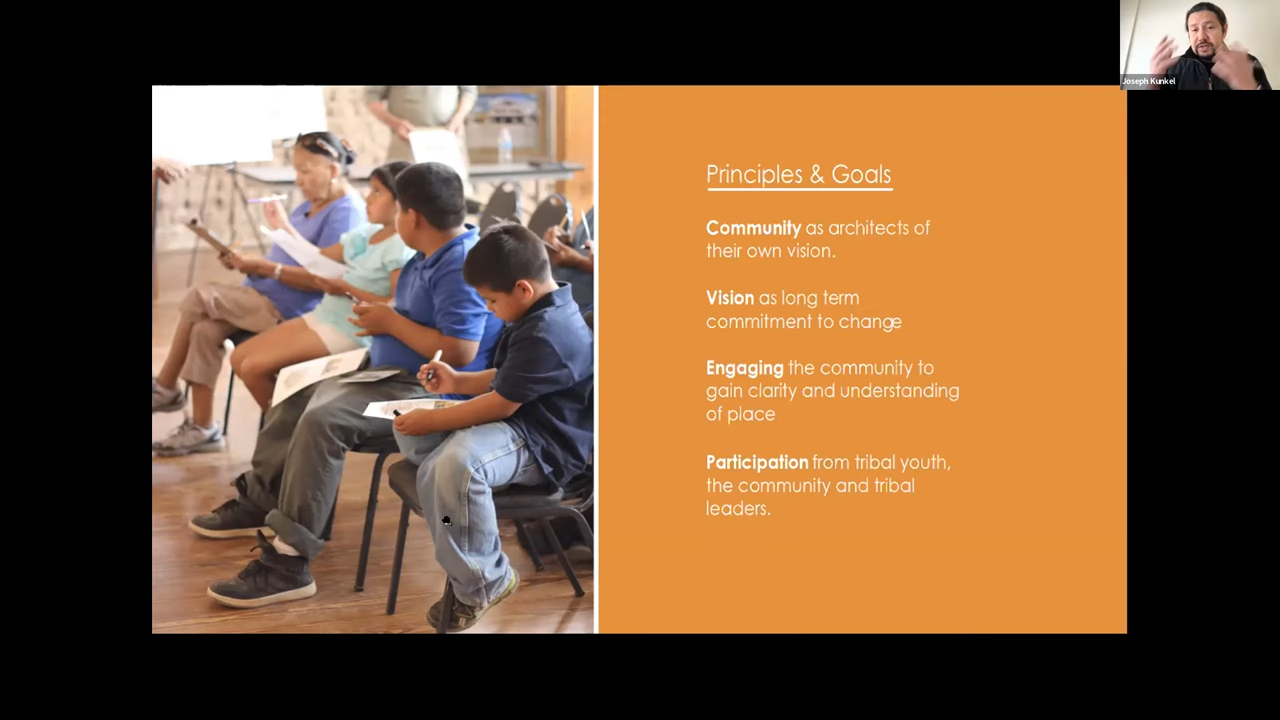 Joseph Kunkel
Principles & Goals
Community as architects of
their own vision.
Vision as long term
commitment to change
Engaging the community to
gain clarity and understanding
of place
Participation from tribal youth,
the community and tribal
leaders.